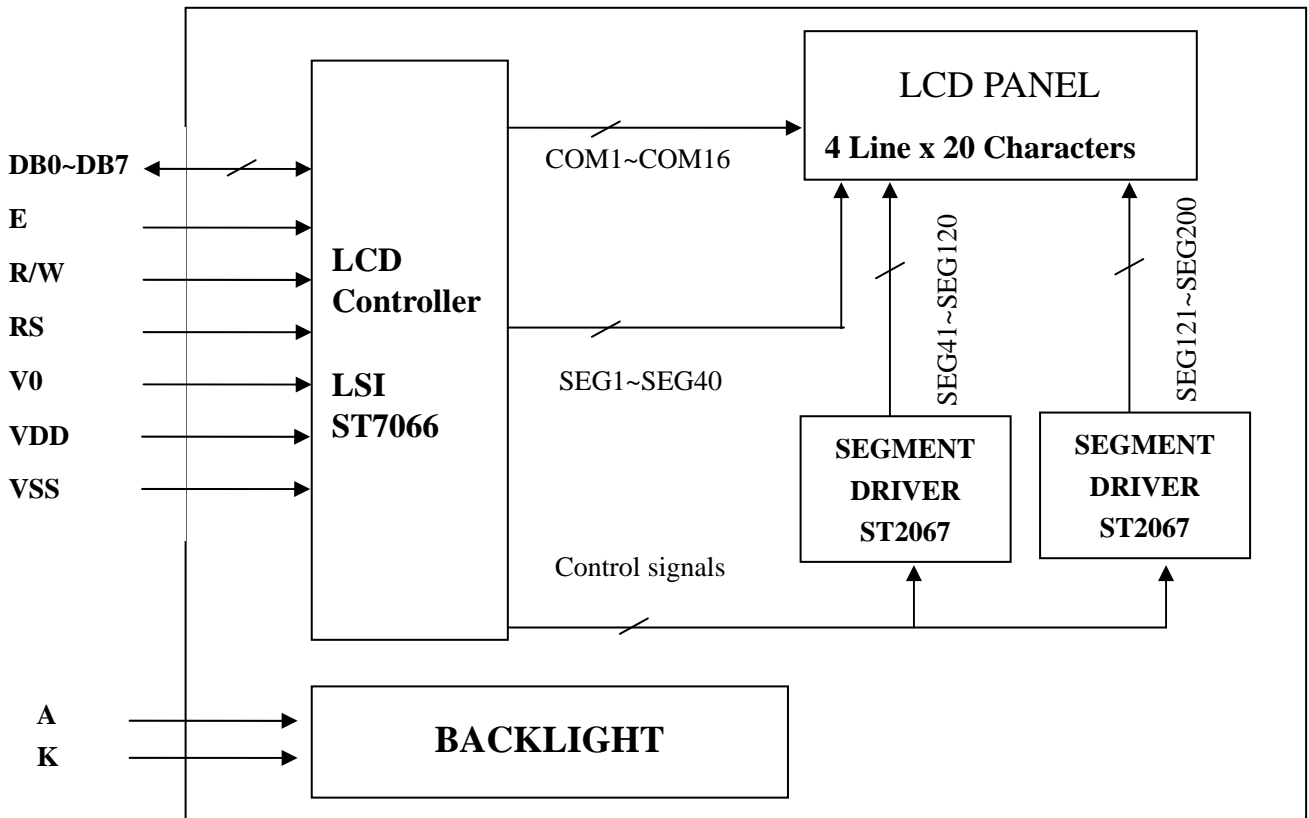 DB0~DB7
E
R/W
RS
V0
VDD
VSS
A
K
LCD
Controller
LSI
ST7066
COM1~COM16
SEG1~SEG40
Control signals
LCD PANEL
4 Line x 20 Characters
SEG41~SEG120
SEG121~SEG200
SEGMENT
DRIVER
ST2067
SEGMENT
DRIVER
ST2067
BACKLIGHT